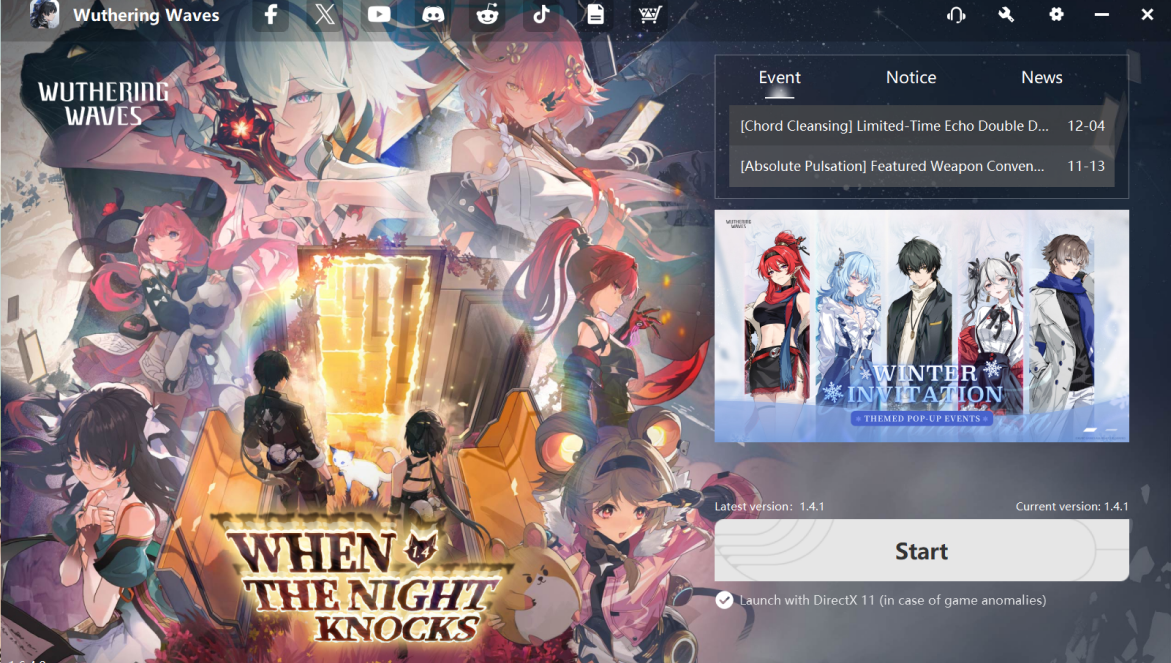 Wuthering Waves
WUTHERING
WAVES
Event
Notice
News
[Chord Cleansing] Limited-Time Echo Double D...
12-04
[Absolute Pulsation] Featured Weapon Conven...
11-13
WUTHERING
WAVES
WINTER
INVITATION
THEMED POP-UP EVENTS
Latest version: 1.4.1
Current version: 1.4.1
Start
Launch with DirectX 11 (in case of game anomalies)
WHEN
1.4
THE NIGHT
KNOCKS